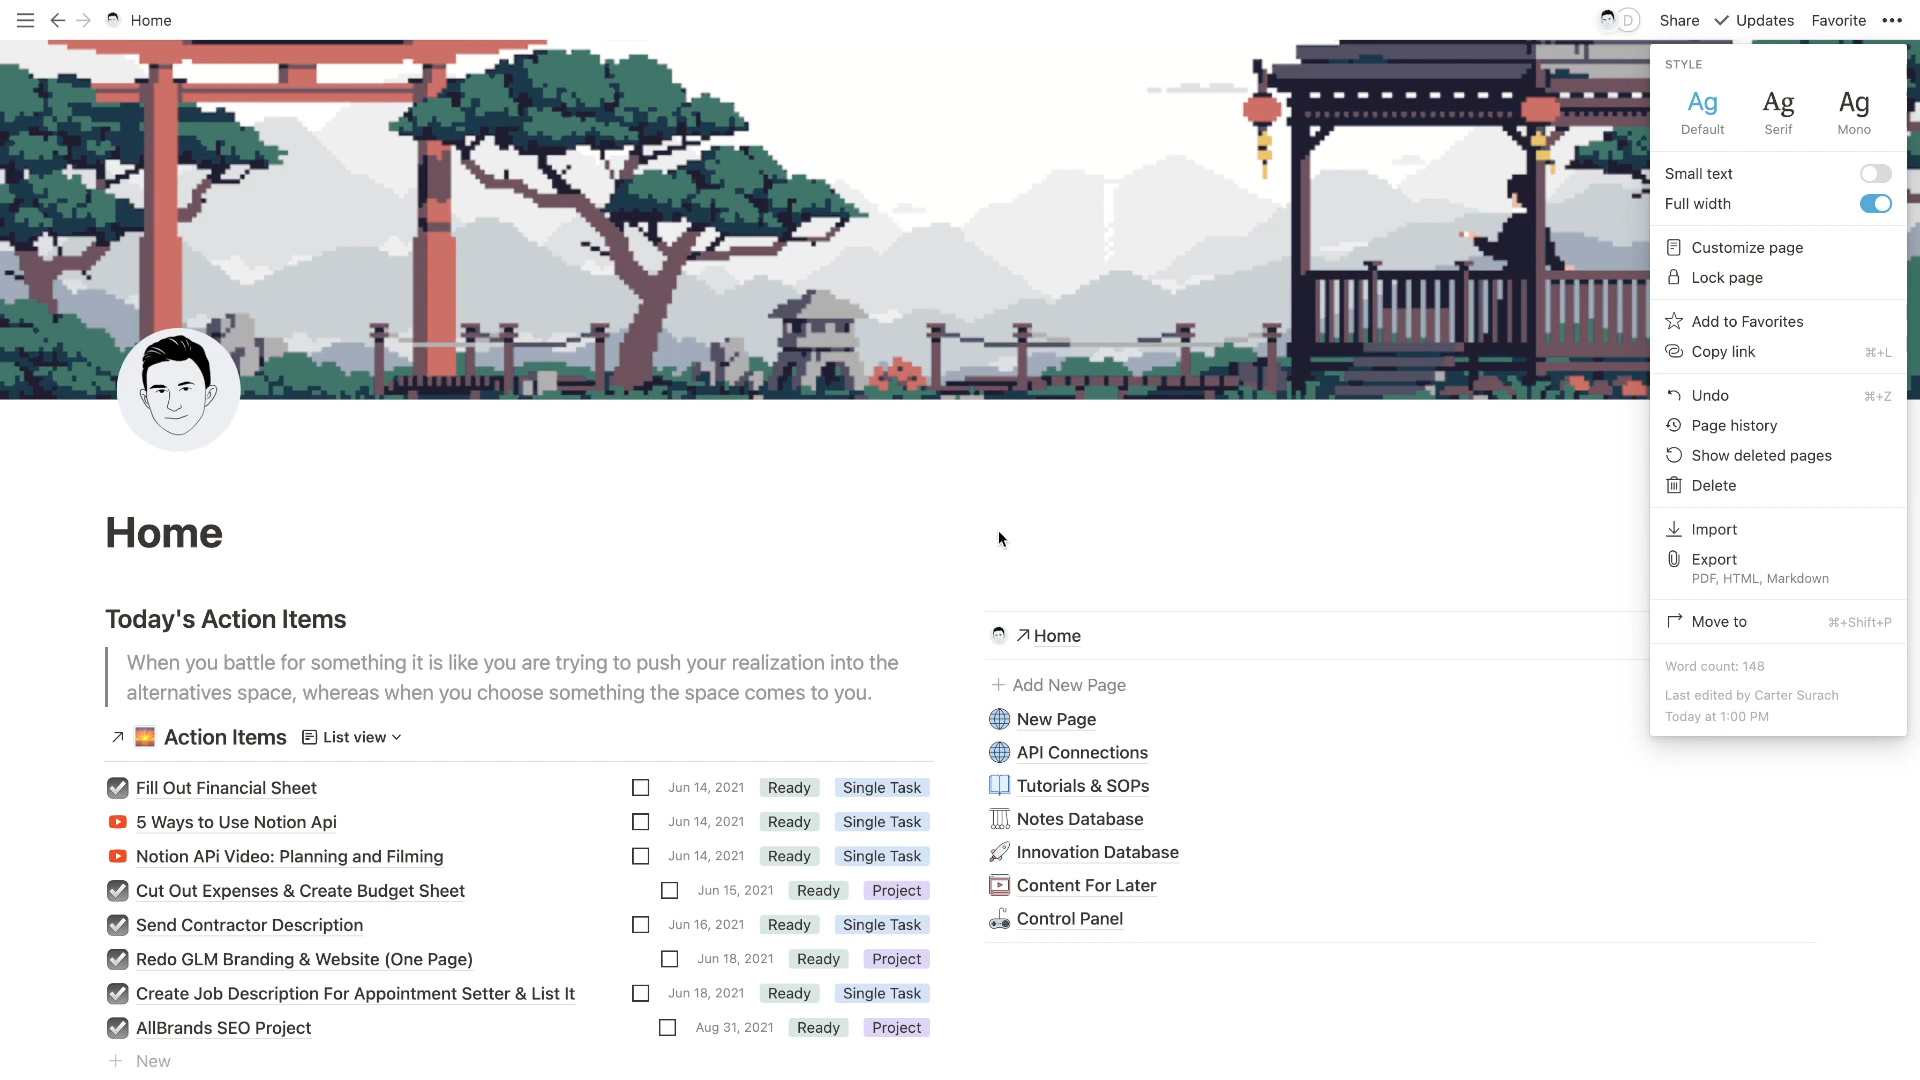 Home
D
Share
Updates
Favorite
STYLE
Ag Ag Ag
Default Serif Mono
Small text
Full width
Customize page
Lock page
Add to Favorites
Copy link ⌘+L
Undo ⌘+Z
Page history
Show deleted pages
Delete
Import
Export
PDF, HTML, Markdown
Move to ⌘+Shift+P
Word count: 148
Last edited by Carter Surach
Today at 1:00 PM
Home
Today's Action Items
When you battle for something it is like you are trying to push your realization into the
alternatives space, whereas when you choose something the space comes to you.
Action Items List view
Fill Out Financial Sheet Jun 14, 2021 Ready Single Task
5 Ways to Use Notion Api Jun 14, 2021 Ready Single Task
Notion APi Video: Planning and Filming Jun 14, 2021 Ready Single Task
Cut Out Expenses & Create Budget Sheet Jun 15, 2021 Ready Project
Send Contractor Description Jun 16, 2021 Ready Single Task
Redo GLM Branding & Website (One Page) Jun 18, 2021 Ready Project
Create Job Description For Appointment Setter & List It Jun 18, 2021 Ready Single Task
AllBrands SEO Project Aug 31, 2021 Ready Project
New
Home
Add New Page
New Page
API Connections
Tutorials & SOPs
Notes Database
Innovation Database
Content For Later
Control Panel